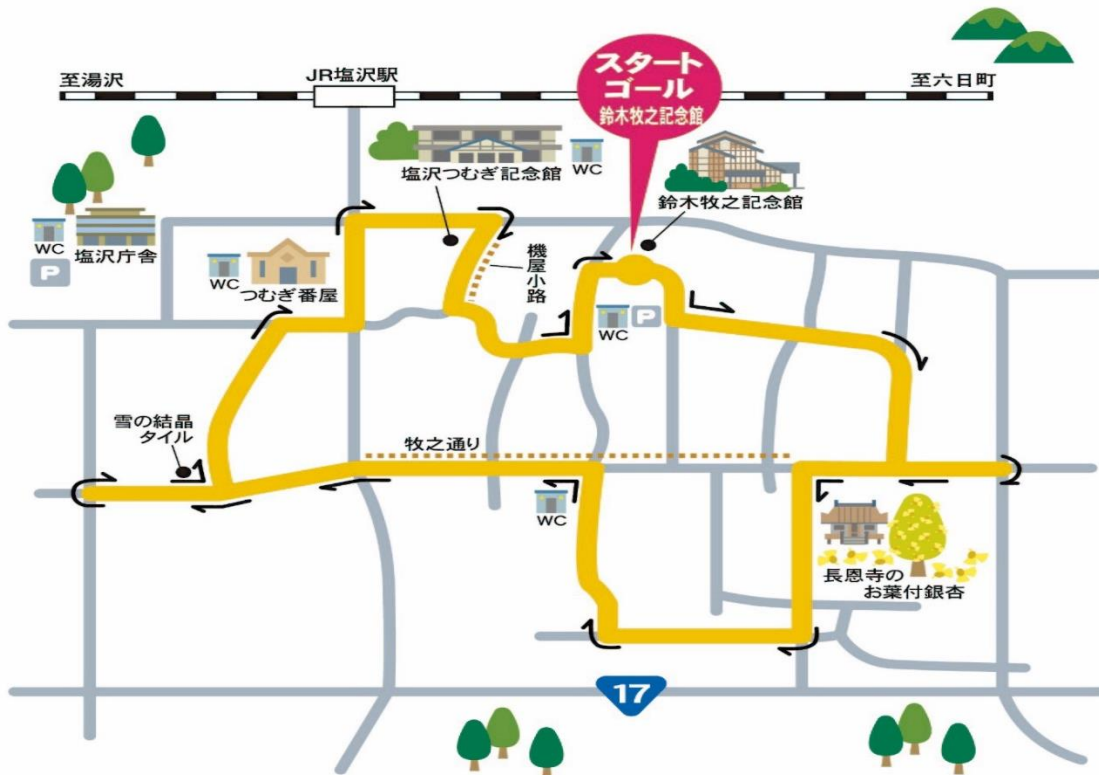 スタート
ゴール
鈴木牧之記念館
至湯沢
JR塩沢駅
至六日町
塩沢つむぎ記念館
WC
鈴木牧之記念館
WC
P
塩沢庁舎
WC
つむぎ番屋
機屋小路
WC
P
雪の結晶
タイル
牧之通り
WC
長恩寺の
お葉付銀杏
17